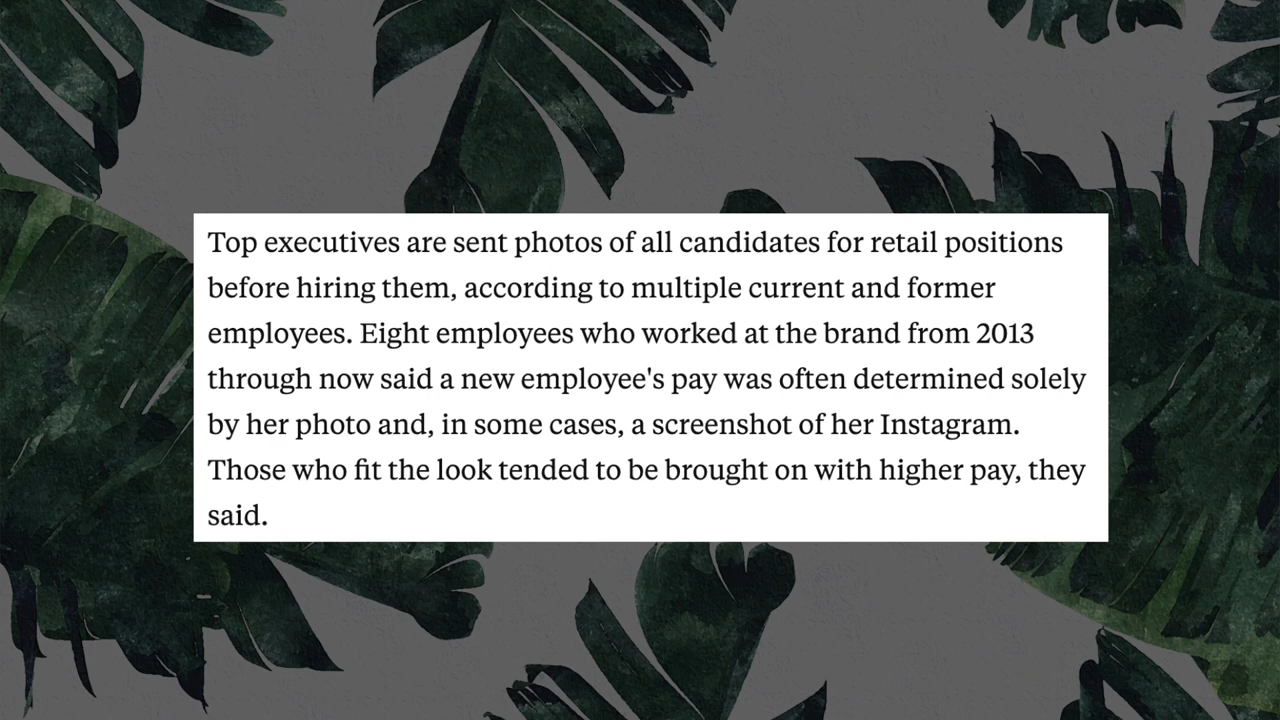 Top executives are sent photos of all candidates for retail positions
before hiring them, according to multiple current and former
employees. Eight employees who worked at the brand from 2013
through now said a new employee's pay was often determined solely
by her photo and, in some cases, a screenshot of her Instagram.
Those who fit the look tended to be brought on with higher pay, they
said.